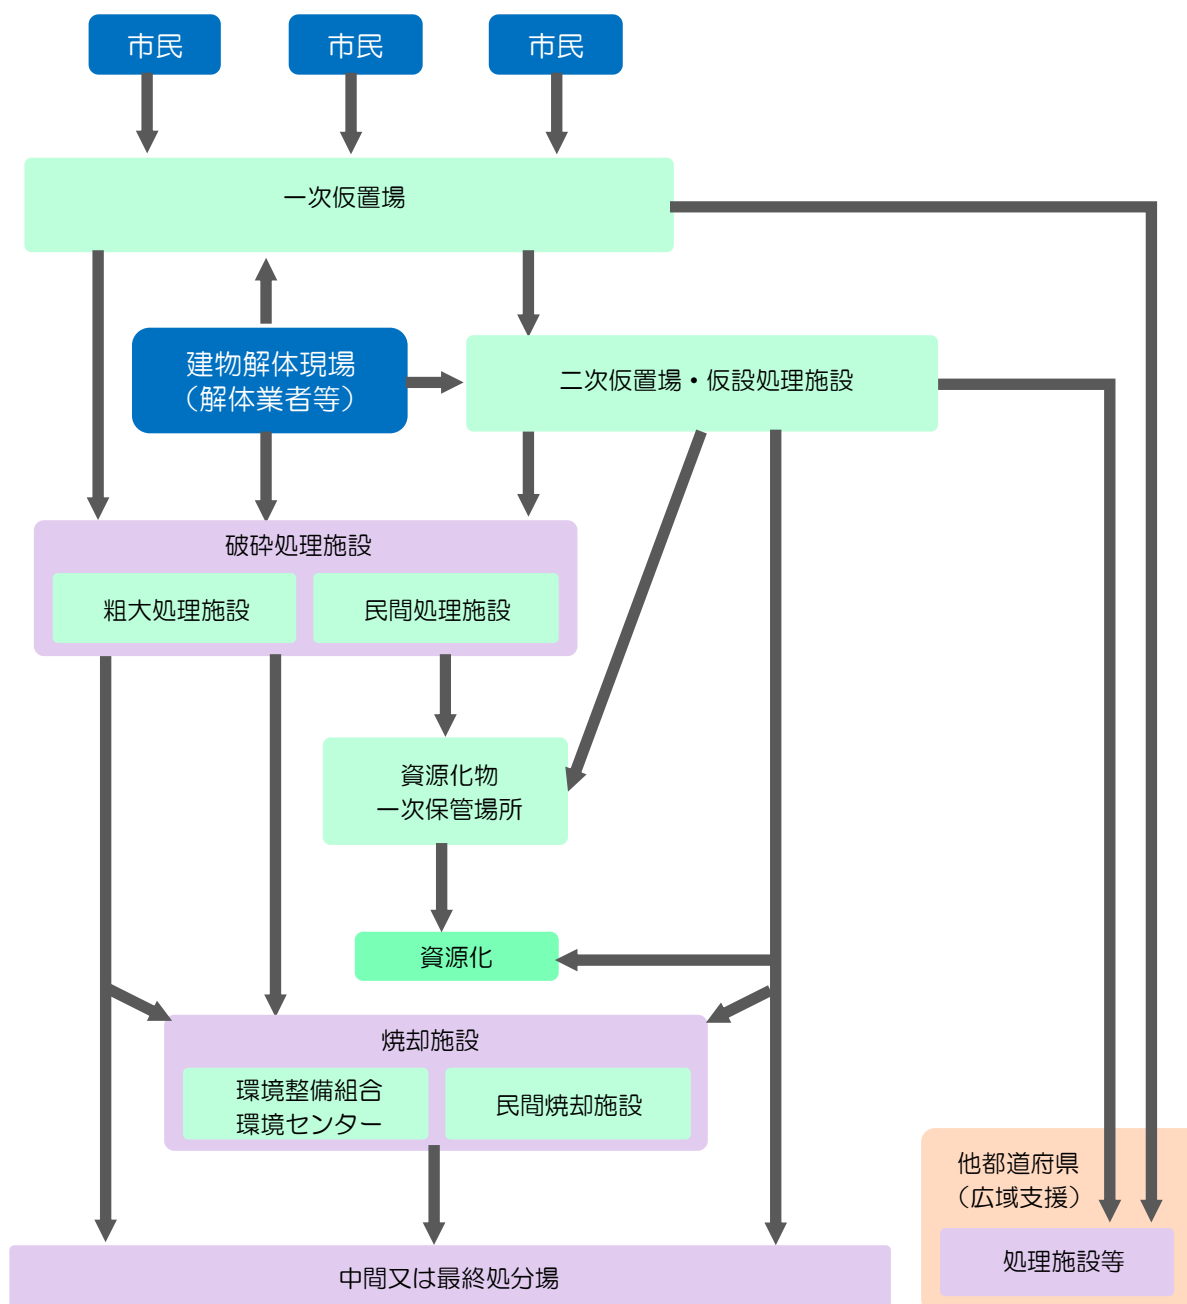 市民
市民
市民
一次仮置場
建物解体現場
（解体業者等）
二次仮置場・仮設処理施設
破砕処理施設
粗大処理施設
民間処理施設
資源化物
一次保管場所
資源化
焼却施設
環境整備組合
環境センター
民間焼却施設
他都道府県
（広域支援）
処理施設等
中間又は最終処分場